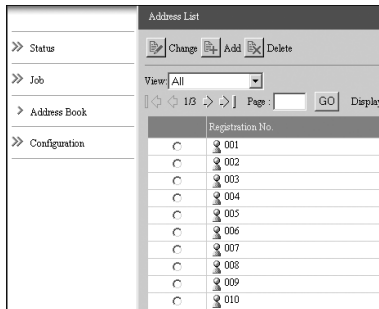 Address List
Status
Change Add Delete
Job
View: All
1/3 Page : GO Display
Address Book
Registration No.
Configuration
001
002
003
004
005
006
007
008
009
010